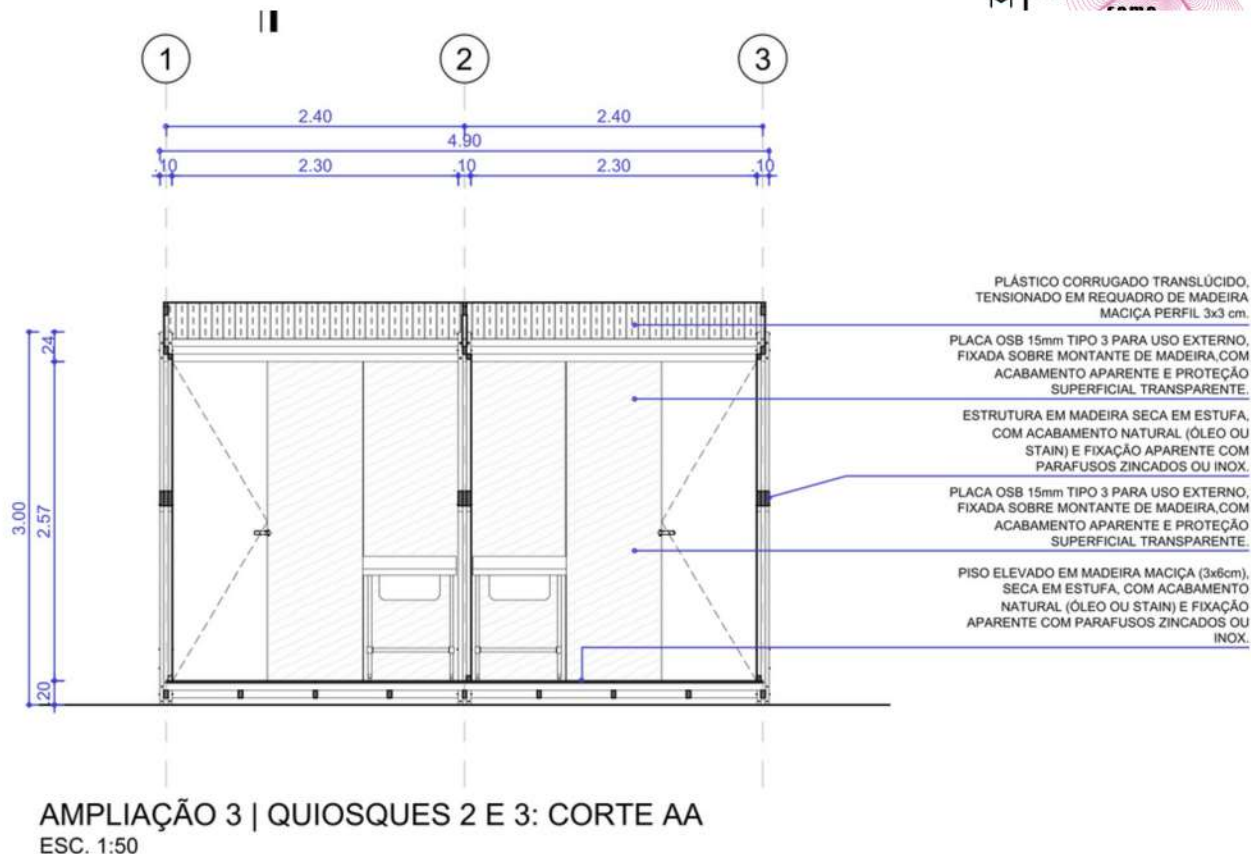 1
2
3
2.40
2.40
4.90
.10
2.30
.10
2.30
.10
PLÁSTICO CORRUGADO TRANSLÚCIDO,
TENSIONADO EM REQUADRO DE MADEIRA
MACIÇA PERFIL 3x3 cm.
PLACA OSB 15mm TIPO 3 PARA USO EXTERNO,
FIXADA SOBRE MONTANTE DE MADEIRA,COM
ACABAMENTO APARENTE E PROTEÇÃO
SUPERFICIAL TRANSPARENTE.
ESTRUTURA EM MADEIRA SECA EM ESTUFA,
COM ACABAMENTO NATURAL (ÓLEO OU
STAIN) E FIXAÇÃO APARENTE COM
PARAFUSOS ZINCADOS OU INOX.
PLACA OSB 15mm TIPO 3 PARA USO EXTERNO,
FIXADA SOBRE MONTANTE DE MADEIRA,COM
ACABAMENTO APARENTE E PROTEÇÃO
SUPERFICIAL TRANSPARENTE.
PISO ELEVADO EM MADEIRA MACIÇA (3x6cm),
SECA EM ESTUFA, COM ACABAMENTO
NATURAL (ÓLEO OU STAIN) E FIXAÇÃO
APARENTE COM PARAFUSOS ZINCADOS OU
INOX.
.24
3.00
2.57
.20
AMPLIAÇÃO 3 | QUIOSQUES 2 E 3: CORTE AA
ESC. 1:50